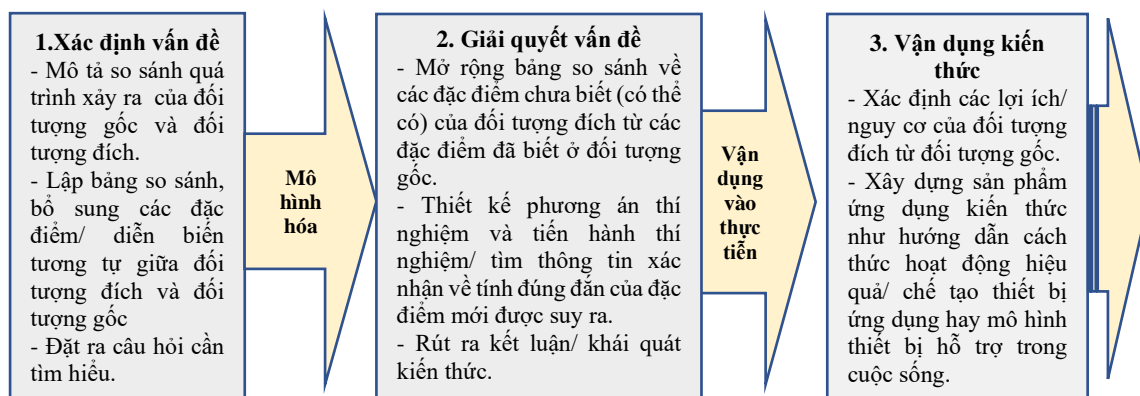 1.Xác định vấn đề
- Mô tả so sánh quá
trình xảy ra của đối
tượng gốc và đối
tượng đích.
- Lập bảng so sánh,
bổ sung các đặc
điểm/ diễn biến
tương tự giữa đối
tượng đích và đối
tượng gốc
- Đặt ra câu hỏi cần
tìm hiểu.
Mô
hình
hóa
2. Giải quyết vấn đề
- Mở rộng bảng so sánh về
các đặc điểm chưa biết (có thể
có) của đối tượng đích từ các
đặc điểm đã biết ở đối tượng
gốc.
- Thiết kế phương án thí
nghiệm và tiến hành thí
nghiệm/ tìm thông tin xác
nhận về tính đúng đắn của đặc
điểm mới được suy ra.
- Rút ra kết luận/ khái quát
kiến thức.
Vận
dụng
vào
thực
tiễn
3. Vận dụng kiến
thức
- Xác định các lợi ích/
nguy cơ của đối tượng
đích từ đối tượng gốc.
- Xây dựng sản phẩm
ứng dụng kiến thức
như hướng dẫn cách
thức hoạt động hiệu
quả/ chế tạo thiết bị
ứng dụng hay mô hình
thiết bị hỗ trợ trong
cuộc sống.